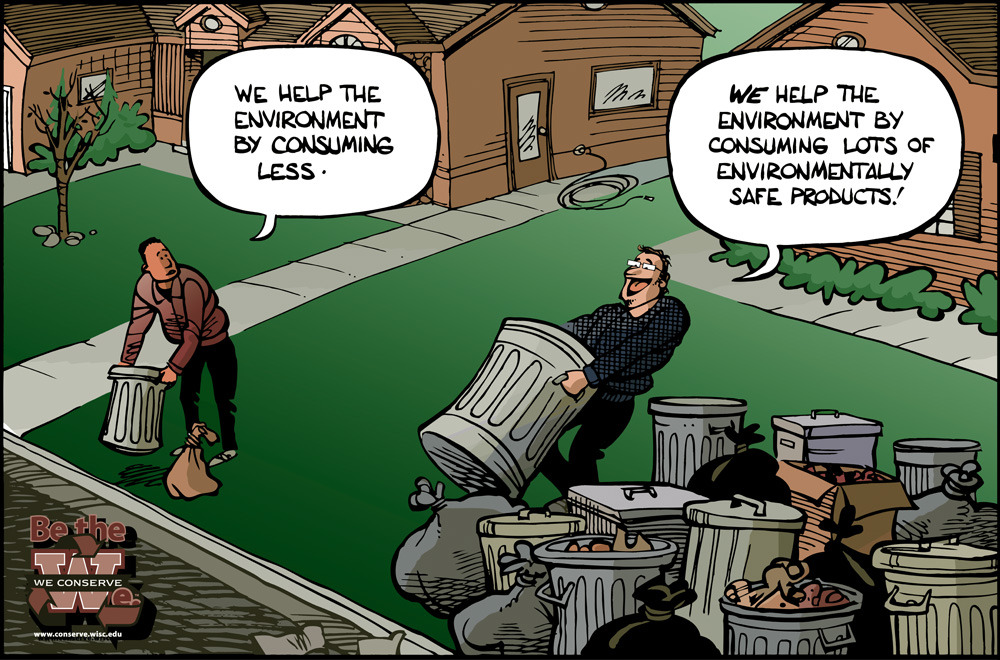 WE HELP THE
ENVIRONMENT
BY CONSUMING
LESS.
WE HELP THE
ENVIRONMENT BY
CONSUMING LOTS OF
ENVIRONMENTALLY
SAFE PRODUCTS!
Be the
W
WE CONSERVE
We.
www.conserve.wisc.edu